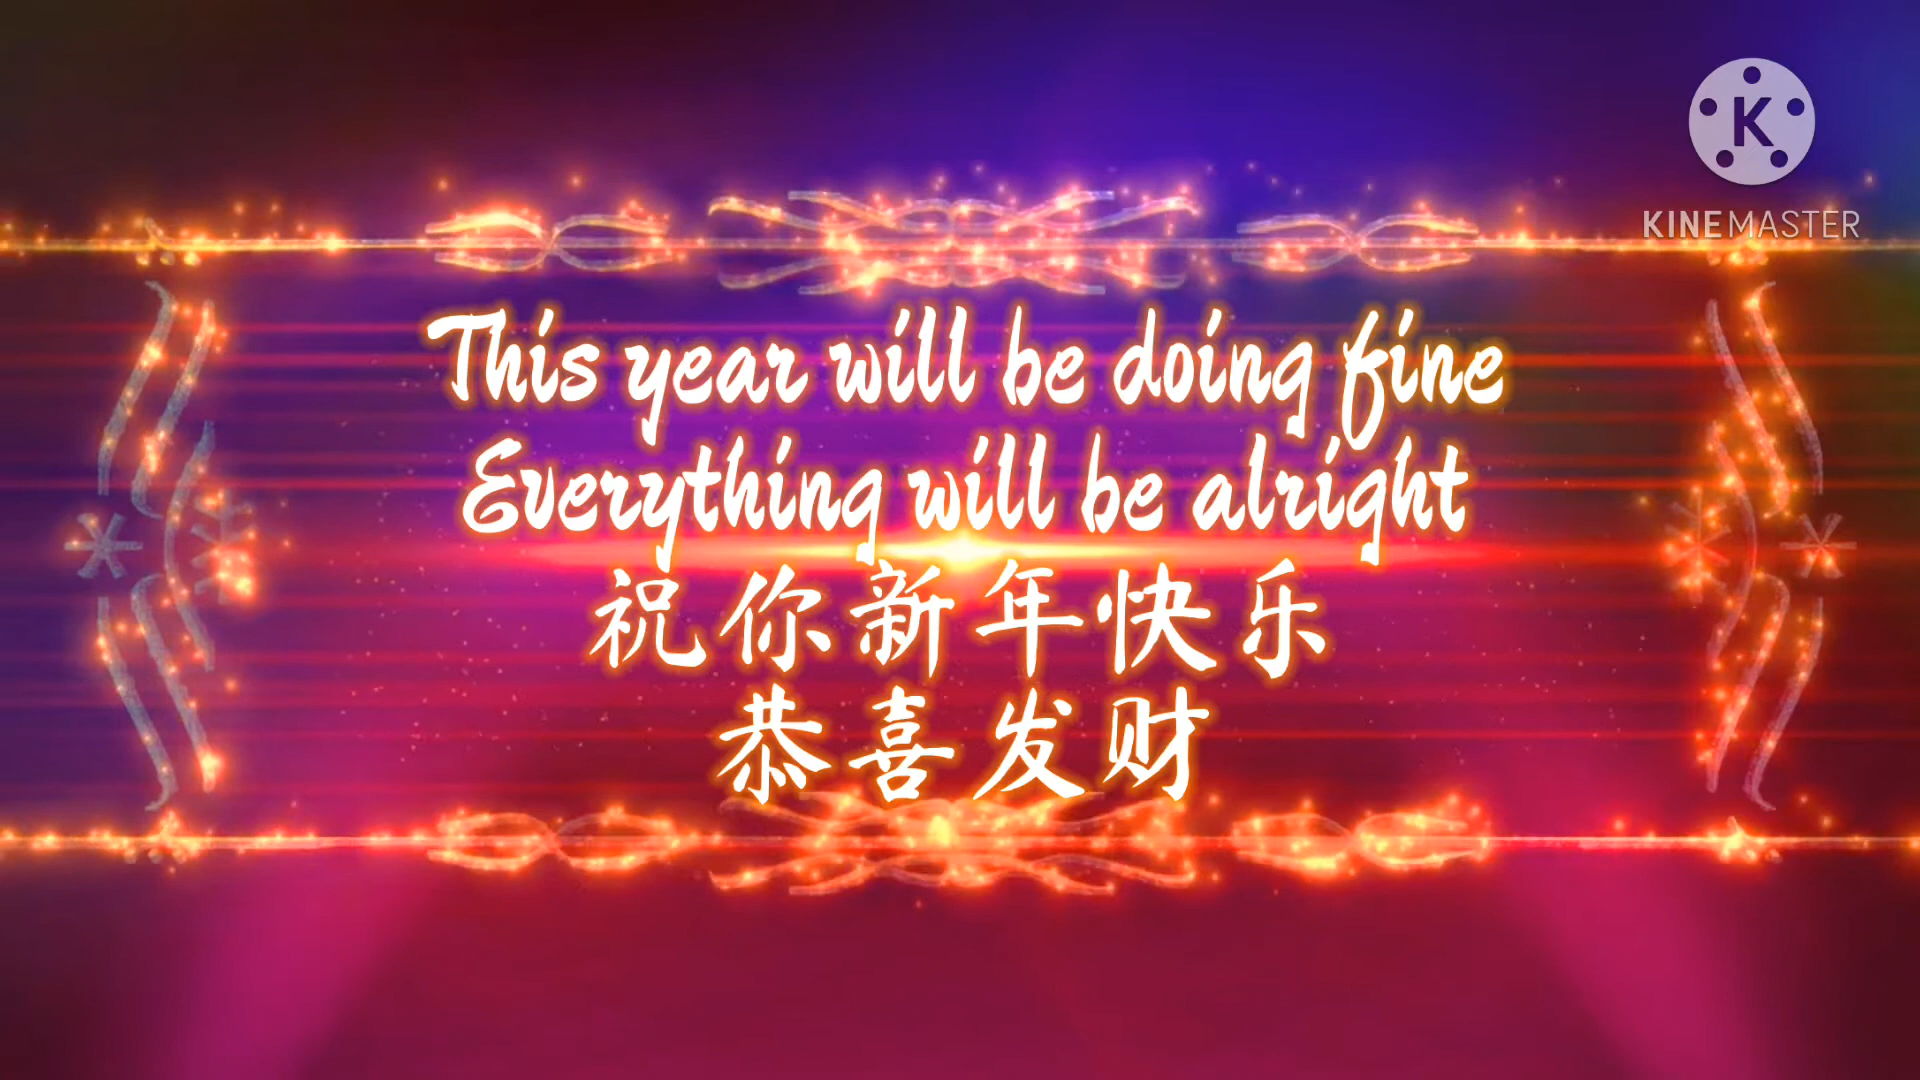 K
KINEMASTER
This year will be doing fine
Everything will be alright
祝你新年快乐
恭喜发财